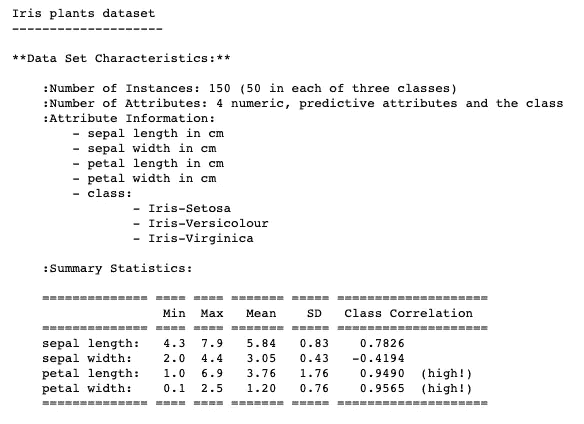 Iris plants dataset
--------------------
**Data Set Characteristics:**
:Number of Instances: 150 (50 in each of three classes)
:Number of Attributes: 4 numeric, predictive attributes and the class
:Attribute Information:
- sepal length in cm
- sepal width in cm
- petal length in cm
- petal width in cm
- class:
- Iris-Setosa
- Iris-Versicolour
- Iris-Virginica
:Summary Statistics:
============== ==== ==== ======= ===== ====================
Min Max Mean SD Class Correlation
============== ==== ==== ======= ===== ====================
sepal length: 4.3 7.9 5.84 0.83 0.7826
sepal width: 2.0 4.4 3.05 0.43 -0.4194
petal length: 1.0 6.9 3.76 1.76 0.9490 (high!)
petal width: 0.1 2.5 1.20 0.76 0.9565 (high!)
============== ==== ==== ======= ===== ====================